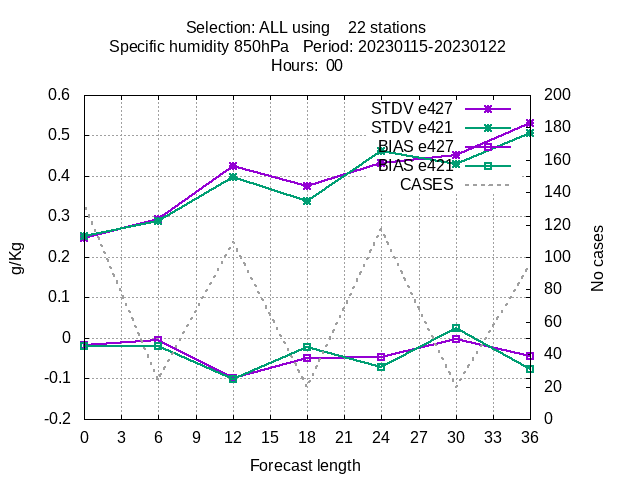 Selection: ALL using 22 stations
Specific humidity 850hPa Period: 20230115-20230122
Hours: 00
0.6
0.5
0.4
0.3
0.2
0.1
0
-0.1
-0.2
g/Kg
STDV e427
STDV e421
BIAS e427
BIAS e421
CASES
200
180
160
140
120
100
80
60
40
20
0
No cases
0 3 6 9 12 15 18 21 24 27 30 33 36
Forecast length